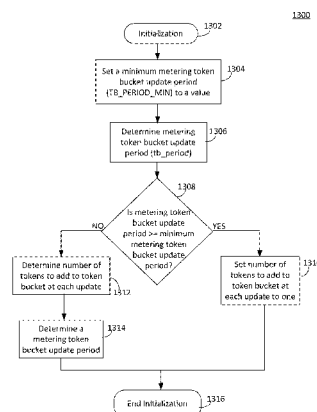 1300
Initialization
1302
Set a minimum metering token
bucket update period
(TB_PERIOD_MIN) to a value
1304
Determine metering
token bucket update
period (tb_period)
1306
1308
Is metering token
bucket update
period >= minimum
metering token
bucket update
period?
NO
YES
Determine number of
tokens to add to token
bucket at each update
1312
Set number of
tokens to add to
token bucket at
each update to one
131
Determine a
metering token
bucket update period
1314
End Initialization
1316